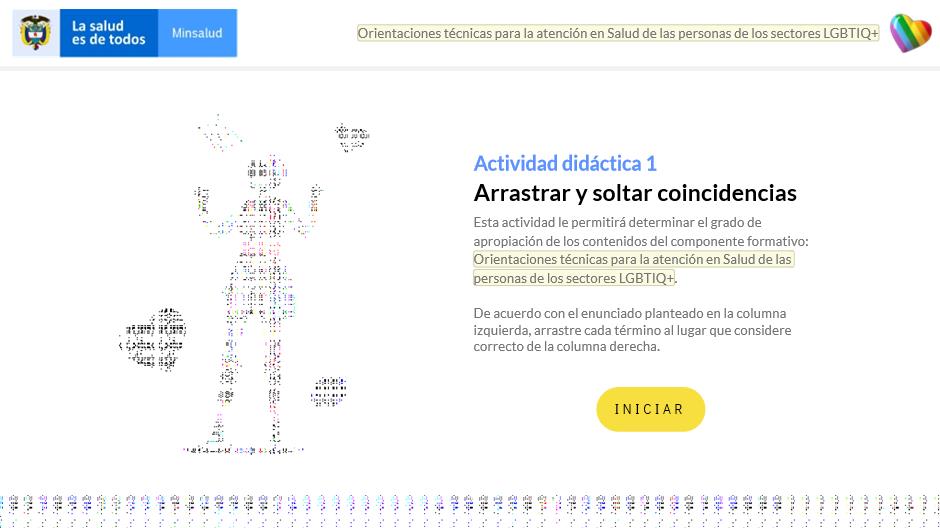 La salud
es de todos
Minsalud
Orientaciones técnicas para la atención en Salud de las personas de los sectores LGBTIQ+
Actividad didáctica 1
Arrastrar y soltar coincidencias
Esta actividad le permitirá determinar el grado de
apropiación de los contenidos del componente formativo:
Orientaciones técnicas para la atención en Salud de las
personas de los sectores LGBTIQ+.
De acuerdo con el enunciado planteado en la columna
izquierda, arrastre cada término al lugar que considere
correcto de la columna derecha.
INICIAR